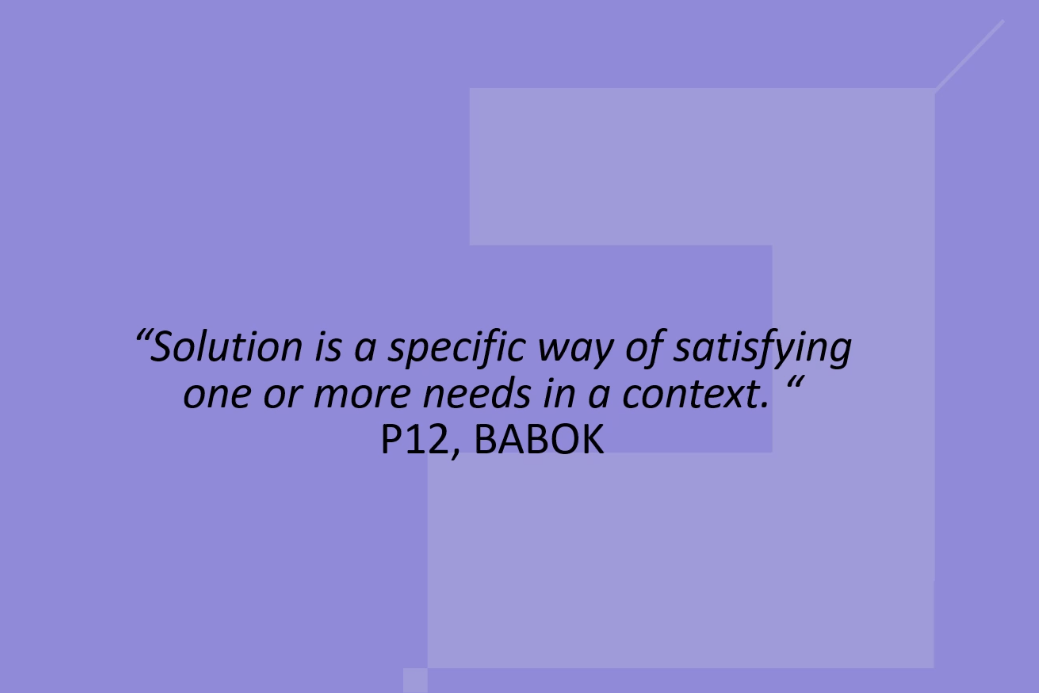 “Solution is a specific way of satisfying
one or more needs in a context. “
P12, BABOK